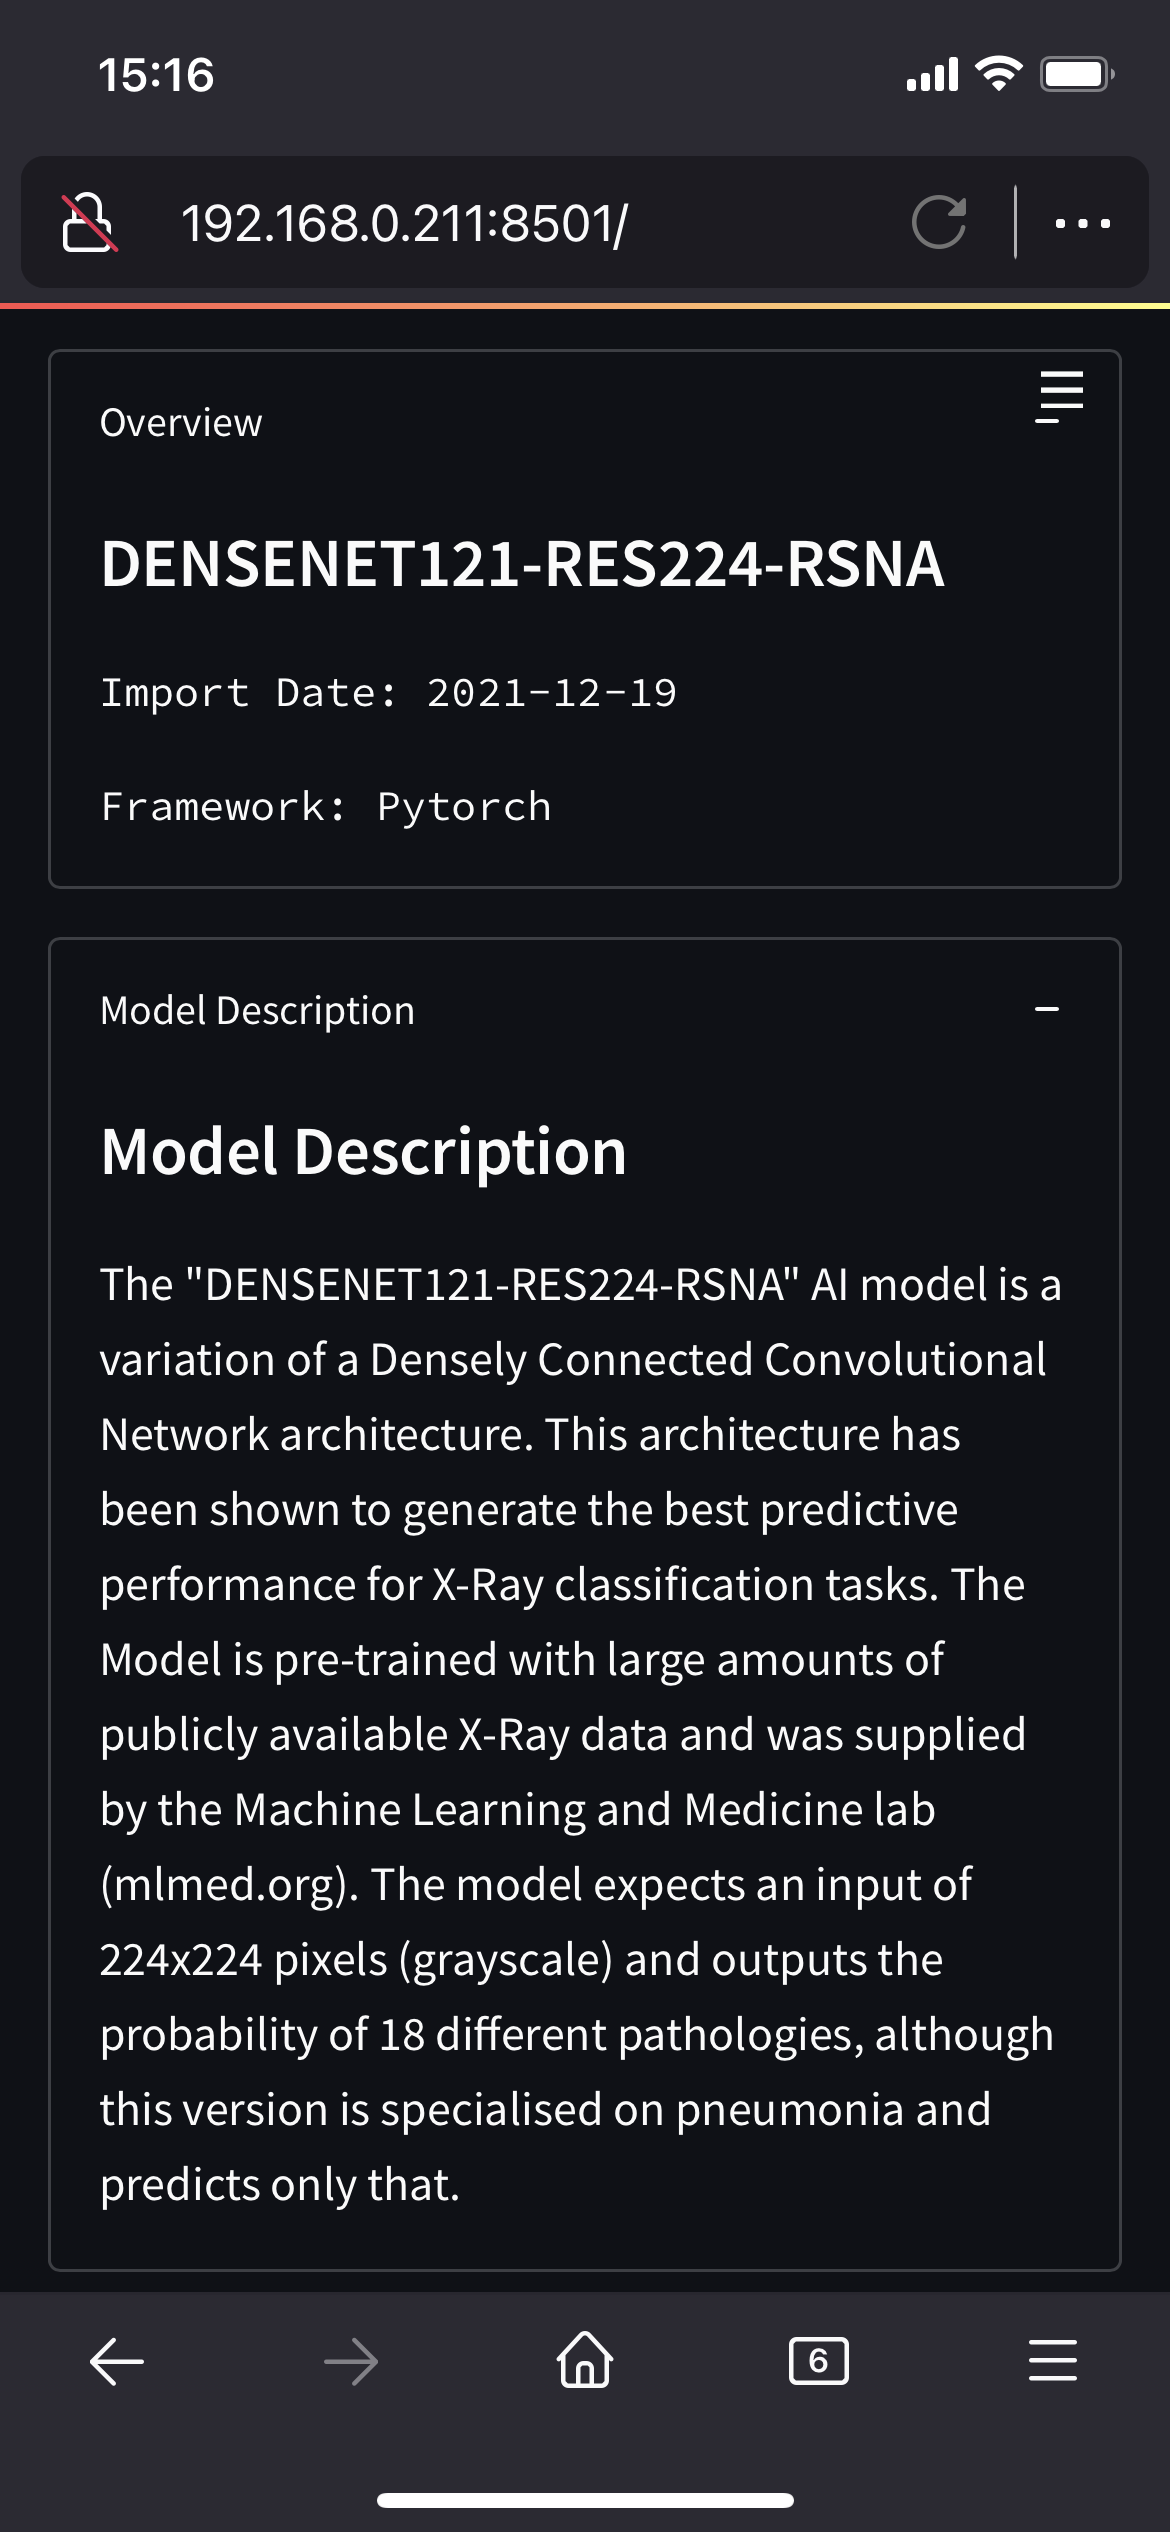 15:16
192.168.0.211:8501/
Overview
DENSENET121-RES224-RSNA
Import Date: 2021-12-19
Framework: Pytorch
Model Description
Model Description
The "DENSENET121-RES224-RSNA" AI model is a
variation of a Densely Connected Convolutional
Network architecture. This architecture has
been shown to generate the best predictive
performance for X-Ray classification tasks. The
Model is pre-trained with large amounts of
publicly available X-Ray data and was supplied
by the Machine Learning and Medicine lab
(mlmed.org). The model expects an input of
224x224 pixels (grayscale) and outputs the
probability of 18 different pathologies, although
this version is specialised on pneumonia and
predicts only that.
6